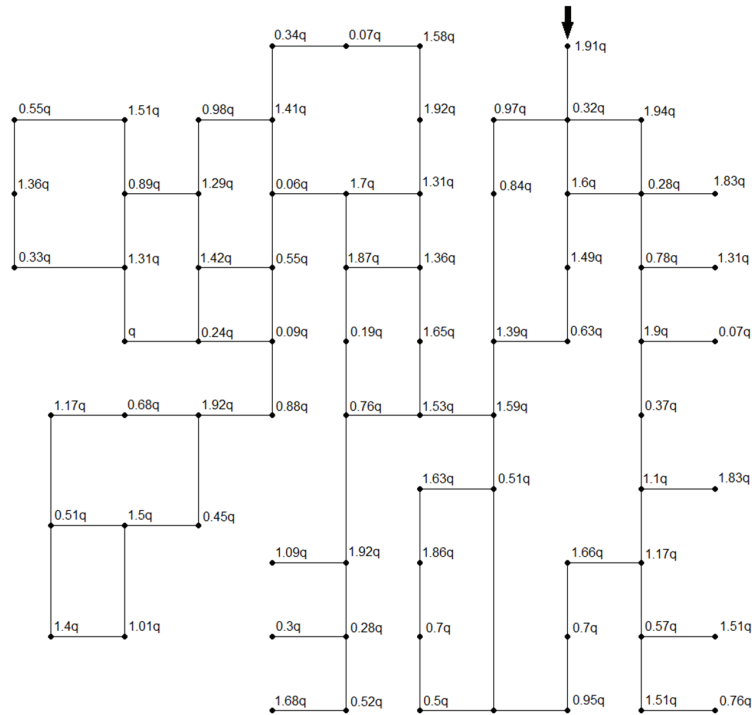 0.34q 0.07q 1.58q 1.91q
0.55q 1.51q 0.98q 1.41q 1.92q 0.97q 0.32q 1.94q
1.36q 0.89q 1.29q 0.06q 1.7q 1.31q 0.84q 1.6q 0.28q 1.83q
0.33q 1.31q 1.42q 0.55q 1.87q 1.36q 1.49q 0.78q 1.31q
q 0.24q 0.09q 0.19q 1.65q 1.39q 0.63q 1.9q 0.07q
1.17q 0.68q 1.92q 0.88q 0.76q 1.53q 1.59q 0.37q
1.63q 0.51q 1.1q 1.83q
0.51q 1.5q 0.45q
1.09q 1.92q 1.86q 1.66q 1.17q
1.4q 1.01q 0.3q 0.28q 0.7q 0.7q 0.57q 1.51q
1.68q 0.52q 0.5q 0.95q 1.51q 0.76q